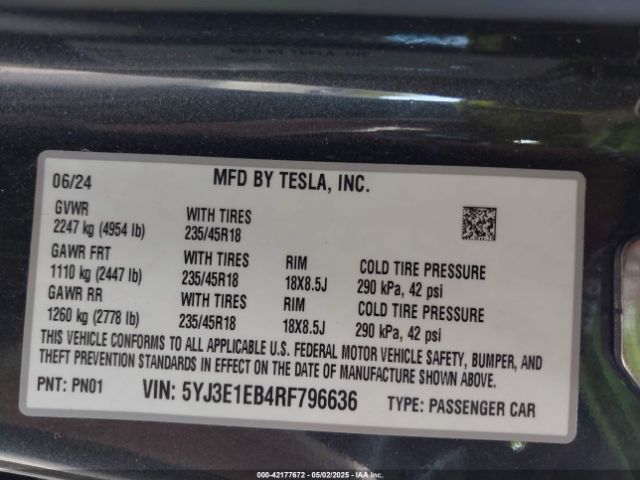 06/24 MFD BY TESLA, INC.
GVWR WITH TIRES
2247 kg (4954 lb) 235/45R18
GAWR FRT WITH TIRES RIM COLD TIRE PRESSURE
1110 kg (2447 lb) 235/45R18 18X8.5J 290 kPa, 42 psi
GAWR RR WITH TIRES RIM COLD TIRE PRESSURE
1260 kg (2778 lb) 235/45R18 18X8.5J 290 kPa, 42 psi
THIS VEHICLE CONFORMS TO ALL APPLICABLE U.S. FEDERAL MOTOR VEHICLE SAFETY, BUMPER, AND
THEFT PREVENTION STANDARDS IN EFFECT ON THE DATE OF MANUFACTURE SHOWN ABOVE.
PNT: PN01 VIN: 5YJ3E1EB4RF796636 TYPE: PASSENGER CAR
000-42177672 - 05/02/2025 - IAAI.COM